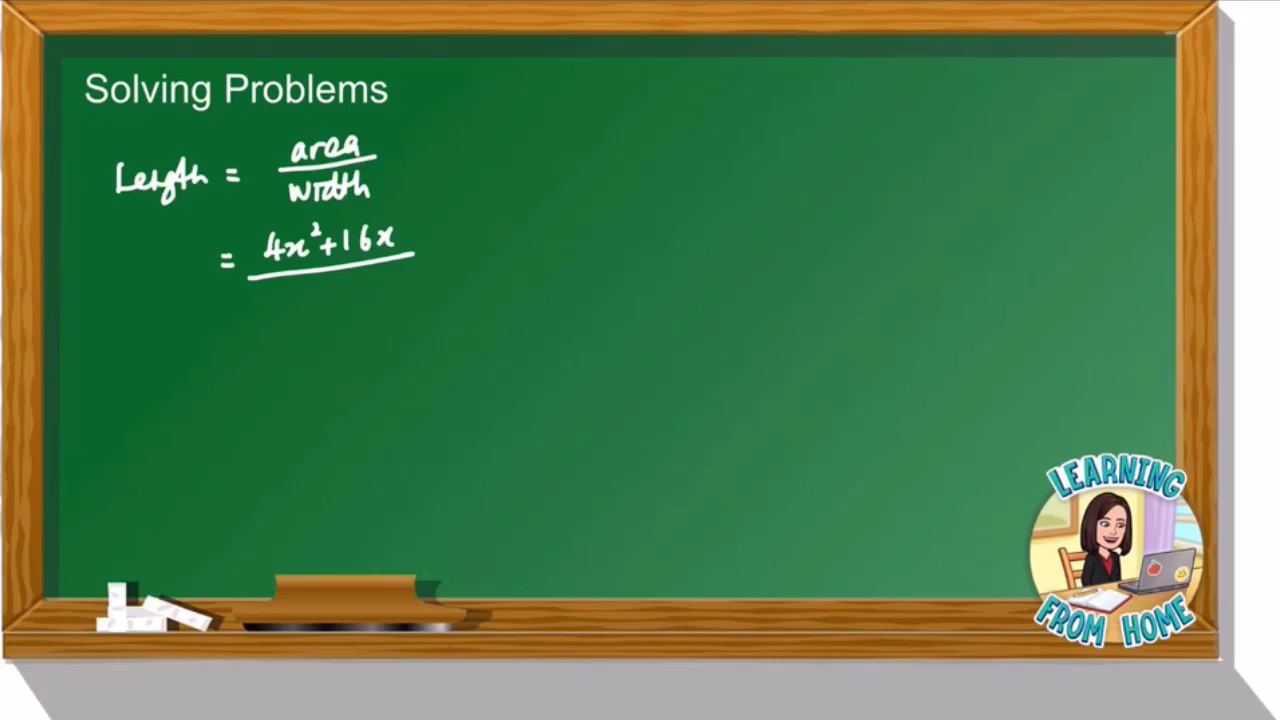 Solving Problems
Length = area / width
= 4x²+16x
LEARNING
FROM HOME